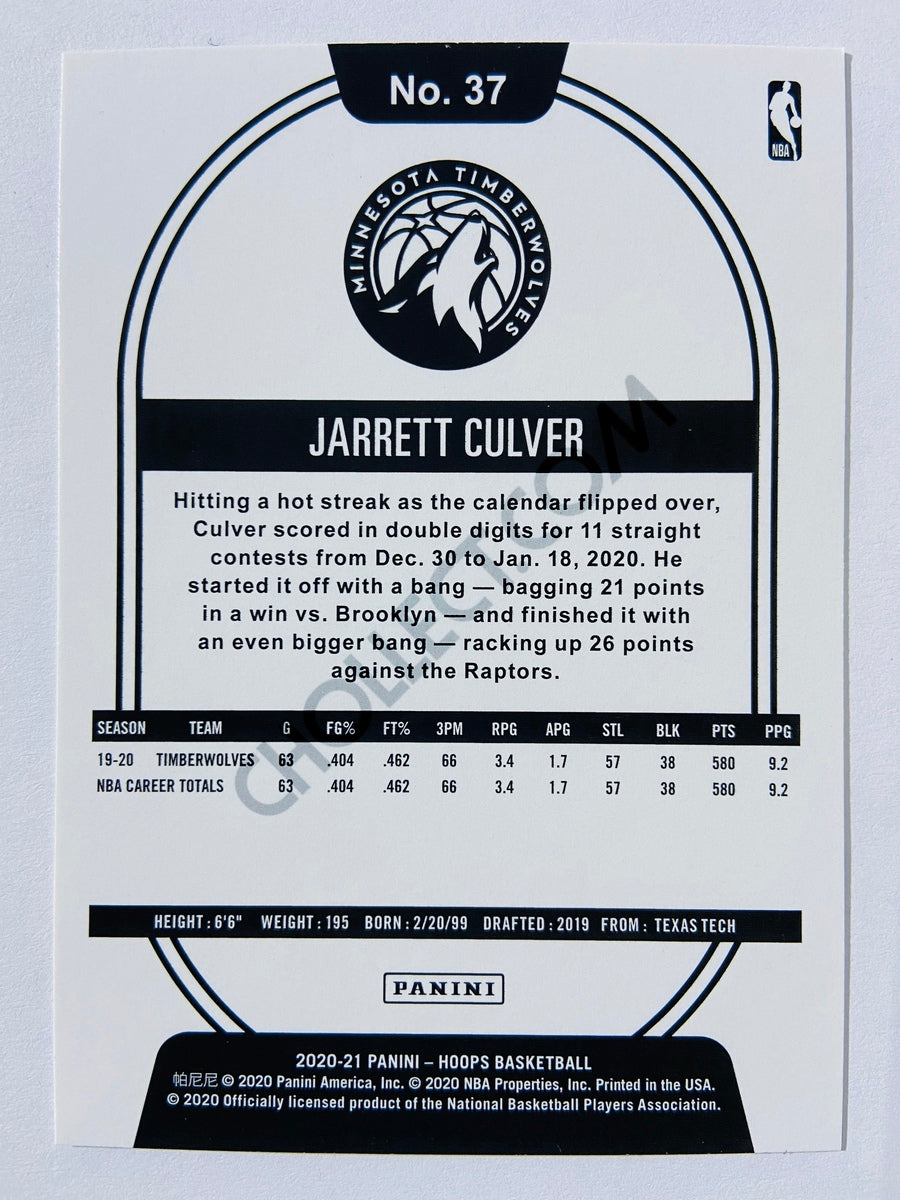 No. 37
NBA
MINNESOTA TIMBERWOLVES
JARRETT CULVER
Hitting a hot streak as the calendar flipped over,
Culver scored in double digits for 11 straight
contests from Dec. 30 to Jan. 18, 2020. He
started it off with a bang — bagging 21 points
in a win vs. Brooklyn — and finished it with
an even bigger bang — racking up 26 points
against the Raptors.
CHOLLECT.COM
SEASON TEAM G FG% FT% 3PM RPG APG STL BLK PTS PPG
19-20 TIMBERWOLVES 63 .404 .462 66 3.4 1.7 57 38 580 9.2
NBA CAREER TOTALS 63 .404 .462 66 3.4 1.7 57 38 580 9.2
HEIGHT : 6'6" WEIGHT : 195 BORN : 2/20/99 DRAFTED : 2019 FROM : TEXAS TECH
PANINI
2020-21 PANINI – HOOPS BASKETBALL
帕尼尼 © 2020 Panini America, Inc. © 2020 NBA Properties, Inc. Printed in the USA.
© 2020 Officially licensed product of the National Basketball Players Association.